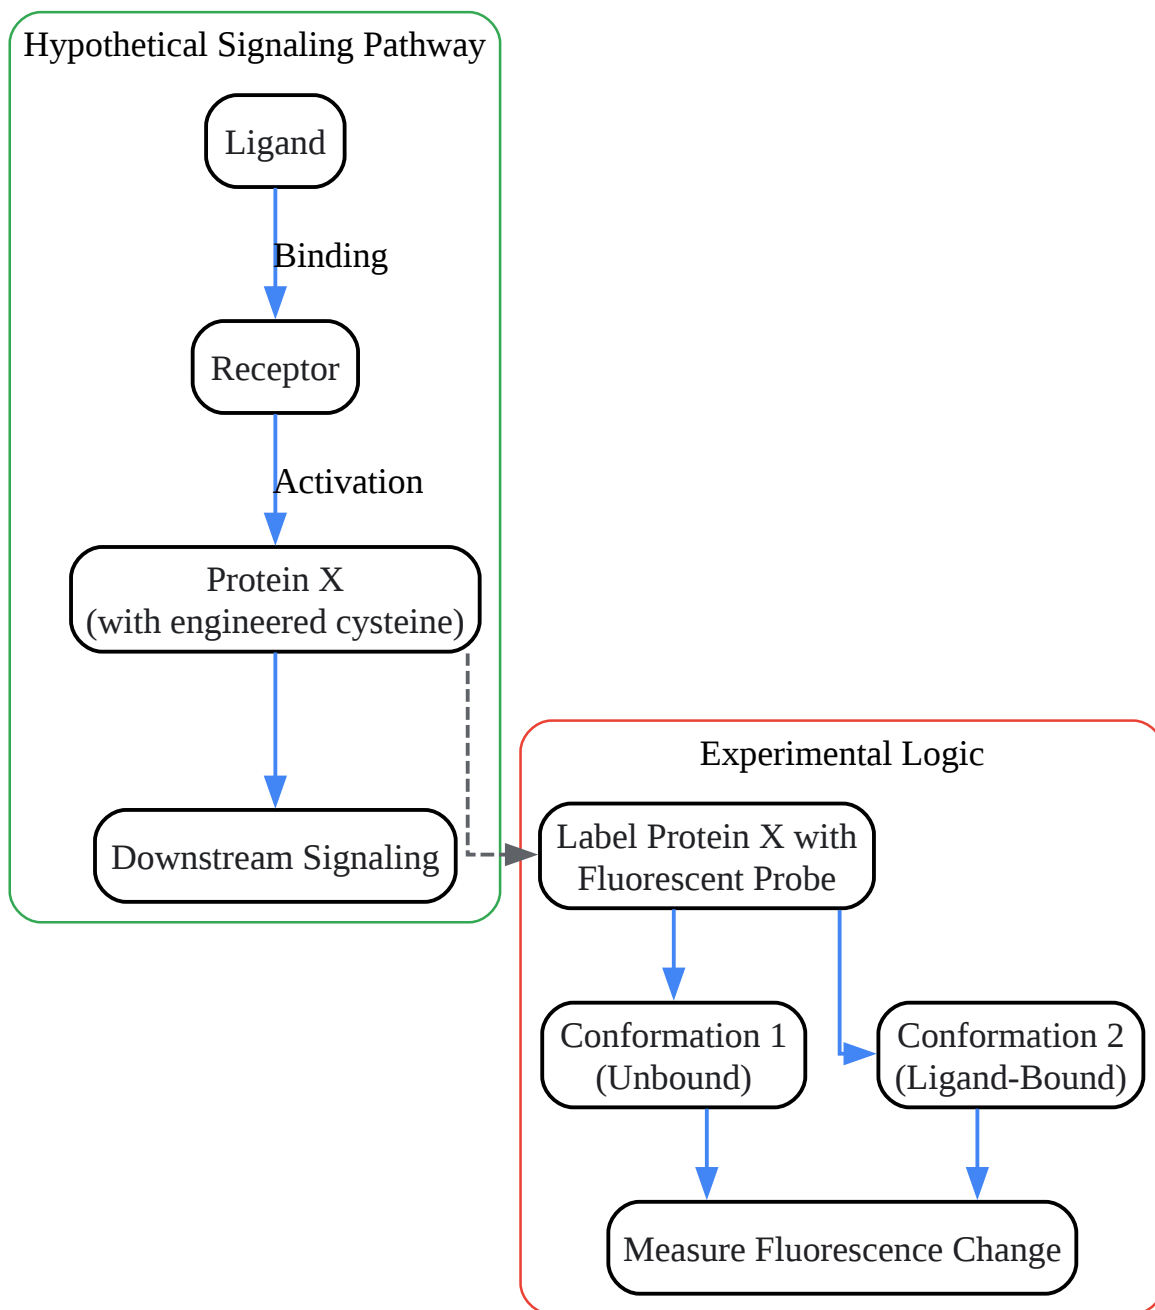 Hypothetical Signaling Pathway
Ligand
Binding
Receptor
Activation
Protein X
(with engineered cysteine)
Downstream Signaling
Experimental Logic
Label Protein X with
Fluorescent Probe
Conformation 1
(Unbound)
Conformation 2
(Ligand-Bound)
Measure Fluorescence Change